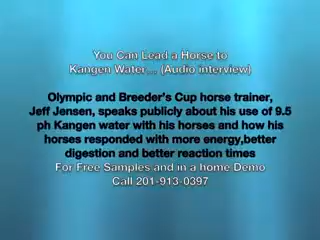 You Can Lead a Horse to
Kangen Water... (Audio interview)
Olympic and Breeder's Cup horse trainer,
Jeff Jensen, speaks publicly about his use of 9.5
ph Kangen water with his horses and how his
horses responded with more energy,better
digestion and better reaction times
For Free Samples and in a home Demo
Call 201-913-0397